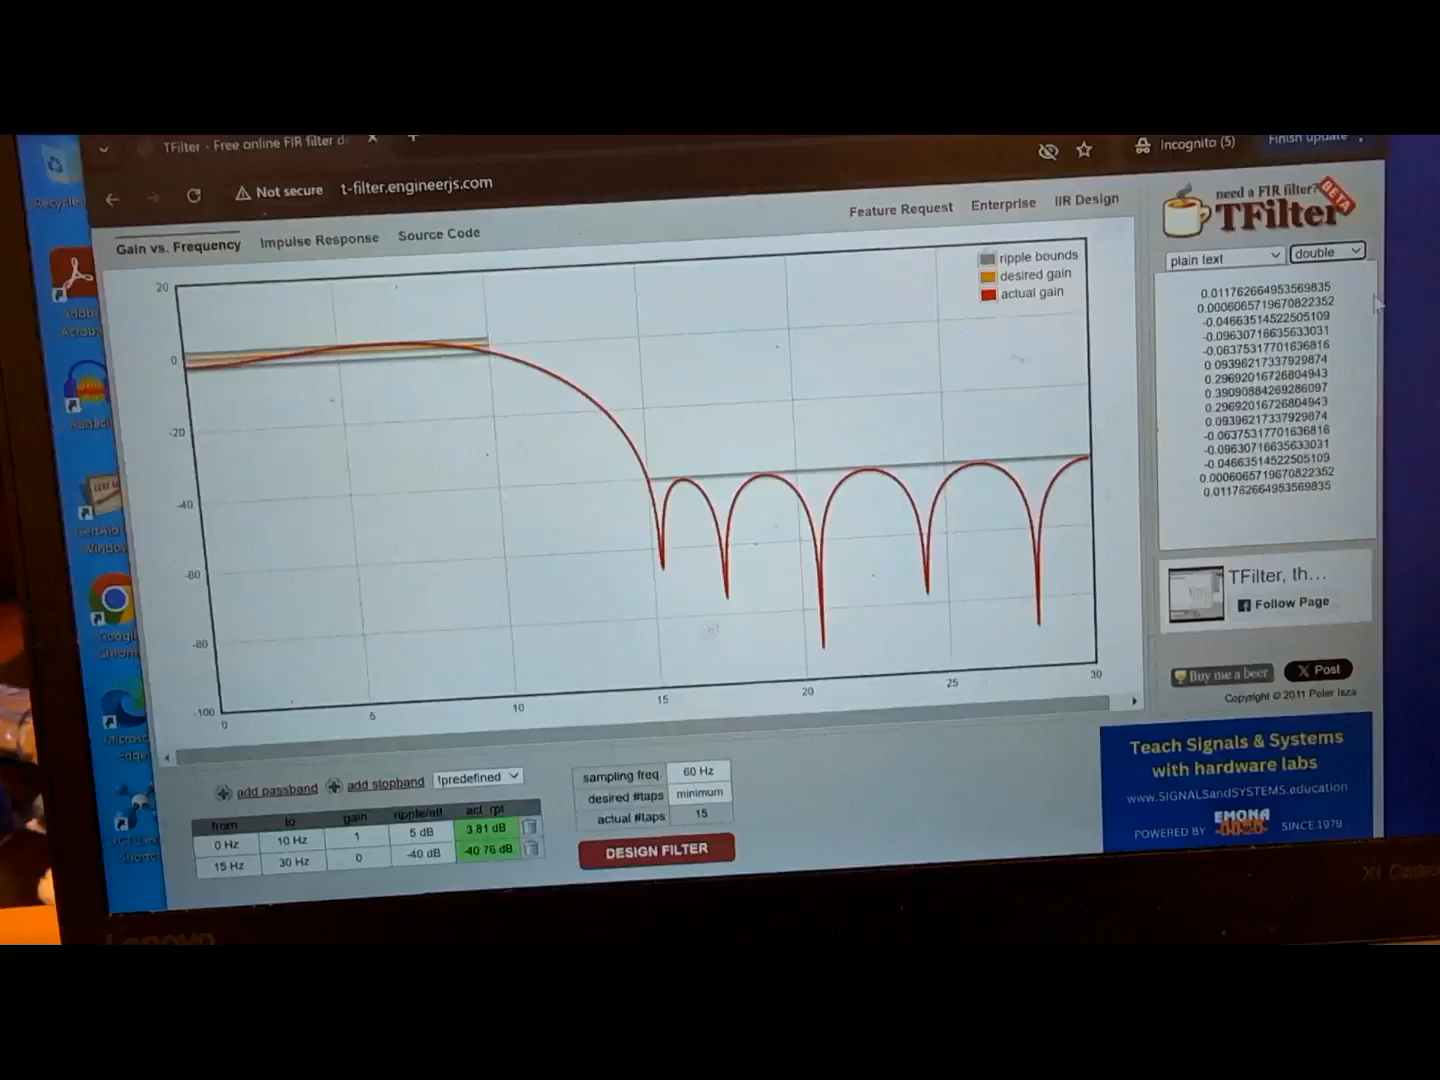 TFilter - Free online FIR filter d
Incognito (5)
Finish update
Not secure
t-filter.engineerjs.com
Recycle
Gain vs. Frequency
Impulse Response
Source Code
Feature Request
Enterprise
IIR Design
need a FIR filter?
BETA
TFilter
plain text
double
ripple bounds
desired gain
actual gain
20
0
-20
-40
-60
-80
-100
0
5
10
15
20
25
30
0.011762664953569835
0.0006065719670822352
-0.04663514522505109
-0.09630716635633031
-0.06375317701636816
0.09396217337929874
0.29692016726804943
0.39090884269286097
0.29692016726804943
0.09396217337929874
-0.06375317701636816
-0.09630716635633031
-0.04663514522505109
0.0006065719670822352
0.011762664953569835
TFilter, th...
Follow Page
Buy me a beer
X Post
Copyright © 2011 Peter Isza
add passband
add stopband
!predefined
from
to
gain
ripple/att
act. rpl
0 Hz
10 Hz
1
5 dB
3.81 dB
15 Hz
30 Hz
0
-40 dB
-40.76 dB
sampling freq.
60 Hz
desired #taps
minimum
actual #taps
15
DESIGN FILTER
Teach Signals & Systems
with hardware labs
www.SIGNALSandSYSTEMS.education
POWERED BY
EMONA
SINCE 1979
Lenovo